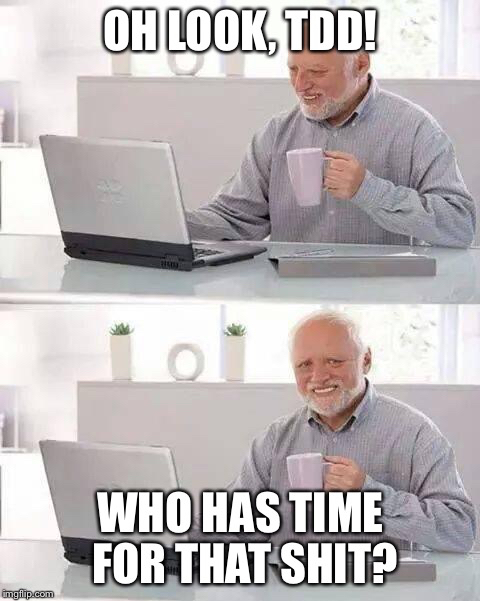 OH LOOK, TDD!
WHO HAS TIME
FOR THAT SHIT?
imgflip.com